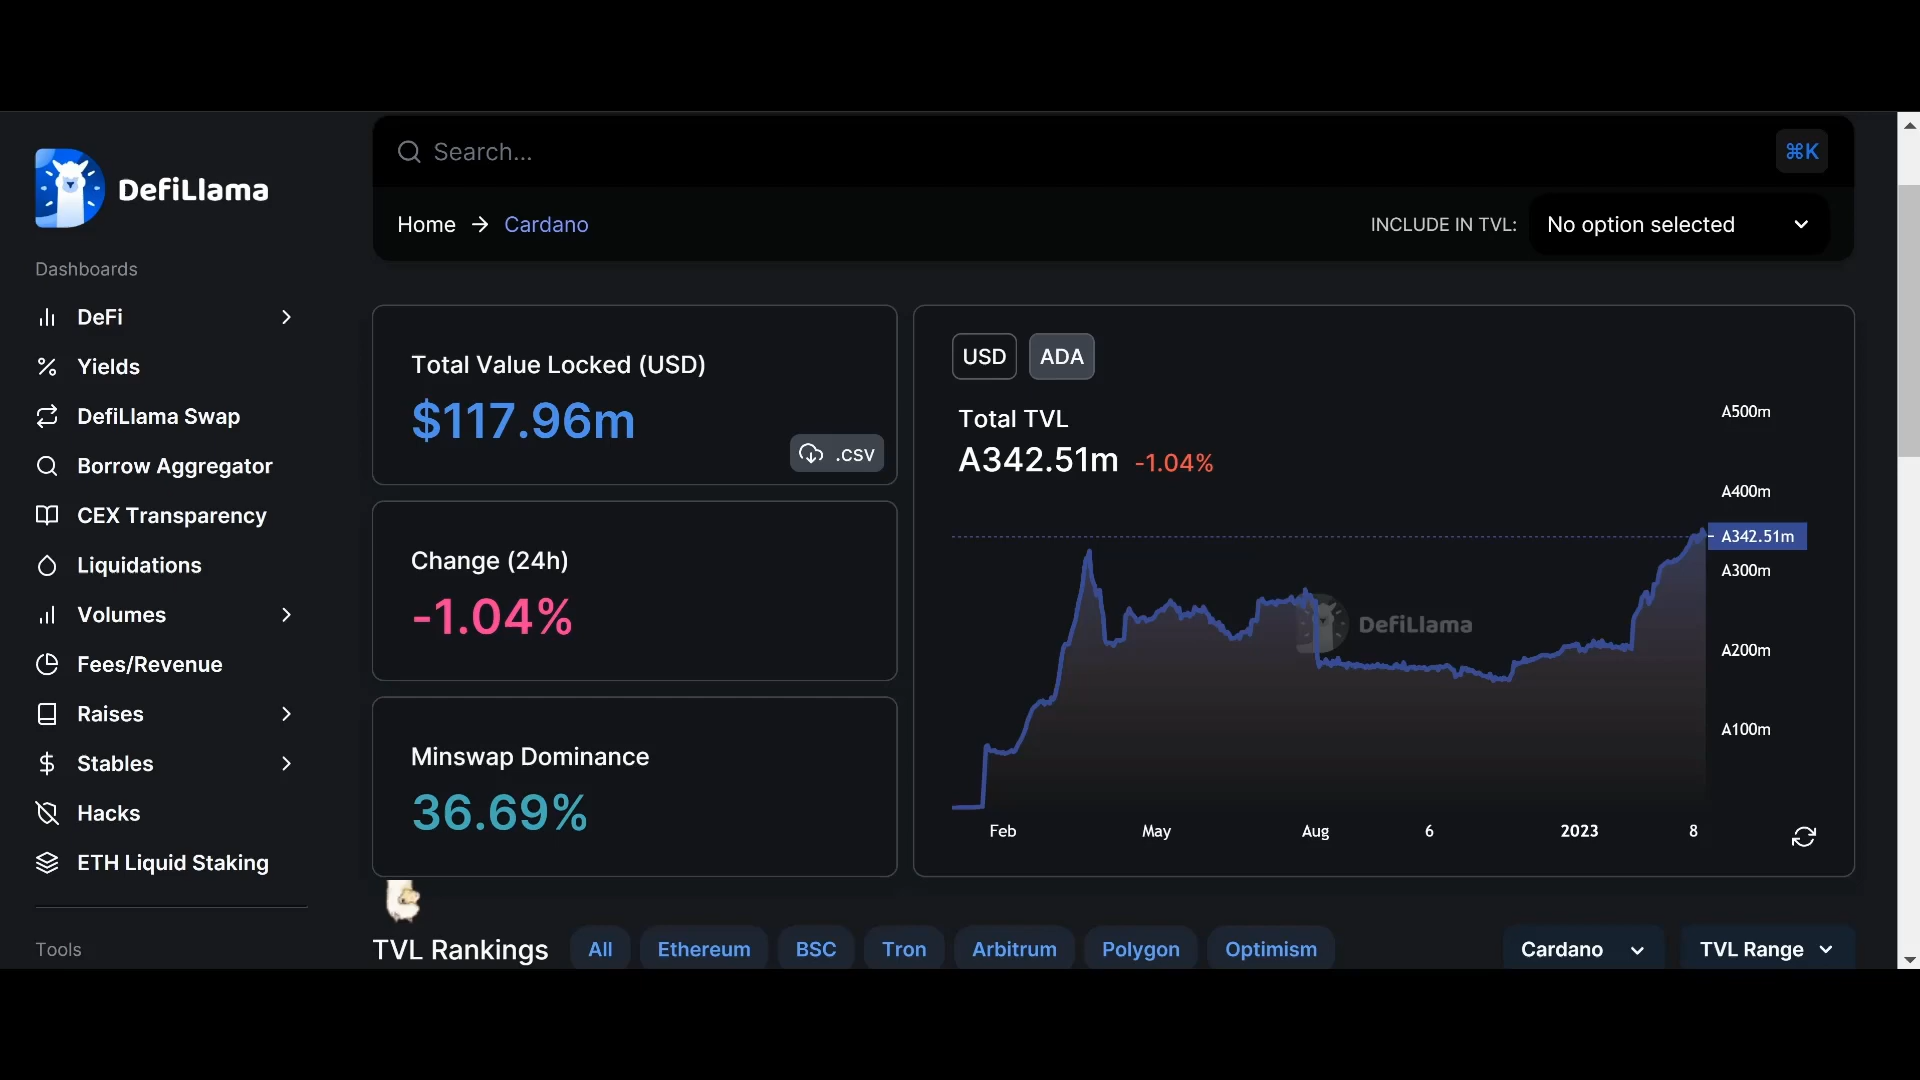 DefiLlama
Dashboards
DeFi
Yields
DefiLlama Swap
Borrow Aggregator
CEX Transparency
Liquidations
Volumes
Fees/Revenue
Raises
Stables
Hacks
ETH Liquid Staking
Tools
Search...
⌘K
Home → Cardano
INCLUDE IN TVL: No option selected
Total Value Locked (USD)
$117.96m
.csv
Change (24h)
-1.04%
Minswap Dominance
36.69%
USD ADA
Total TVL
A342.51m -1.04%
A500m
A400m
A342.51m
A300m
A200m
A100m
DefiLlama
Feb May Aug 6 2023 8
TVL Rankings All Ethereum BSC Tron Arbitrum Polygon Optimism Cardano TVL Range